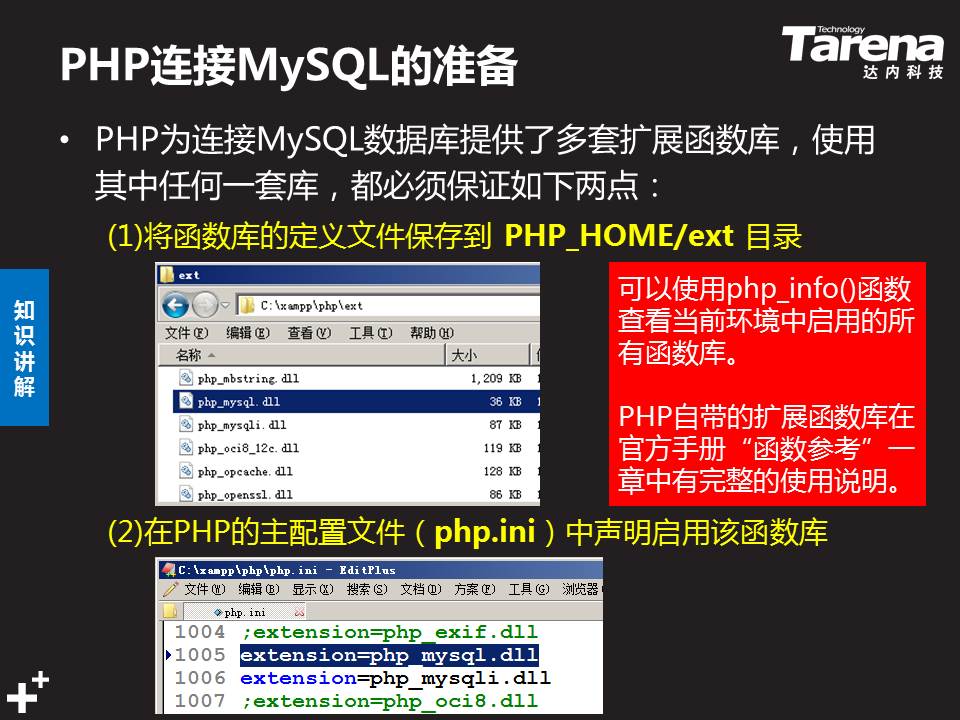 PHP连接MySQL的准备
Technology
Tarena
达内科技
• PHP为连接MySQL数据库提供了多套扩展函数库，使用
其中任何一套库，都必须保证如下两点：
(1)将函数库的定义文件保存到 PHP_HOME/ext 目录
知识讲解
ext
C:\xampp\php\ext
文件(F) 编辑(E) 查看(V) 工具(T) 帮助(H)
名称 大小
php_mbstring.dll 1,209 KB
php_mysql.dll 36 KB
php_mysqli.dll 87 KB
php_oci8_12c.dll 119 KB
php_opcache.dll 128 KB
php_openssl.dll 86 KB
可以使用php_info()函数
查看当前环境中启用的所
有函数库。
PHP自带的扩展函数库在
官方手册“函数参考”一
章中有完整的使用说明。
(2)在PHP的主配置文件（php.ini）中声明启用该函数库
C:\xampp\php\php.ini - EditPlus
文件(F) 编辑(E) 显示(X) 搜索(S) 文档(D) 方案(P) 工具(G) 浏览器
php.ini
1004 ;extension=php_exif.dll
1005 extension=php_mysql.dll
1006 extension=php_mysqli.dll
1007 ;extension=php_oci8.dll